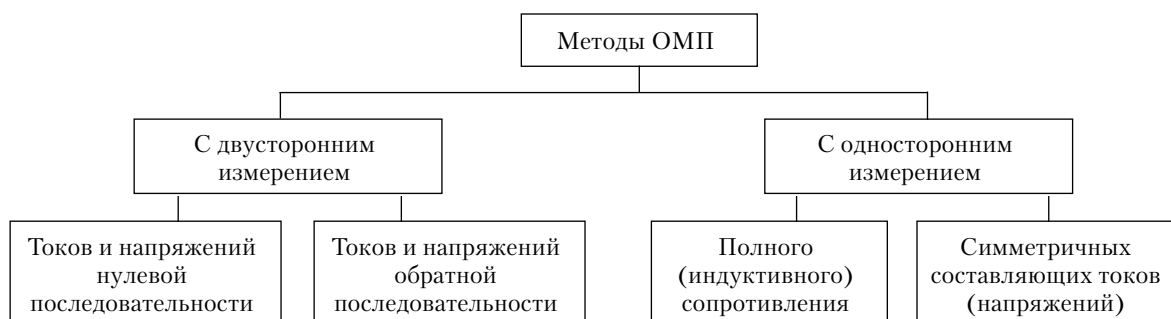 Методы ОМП
С двусторонним
измерением
С односторонним
измерением
Токов и напряжений
нулевой
последовательности
Токов и напряжений
обратной
последовательности
Полного
(индуктивного)
сопротивления
Симметричных
составляющих токов
(напряжений)